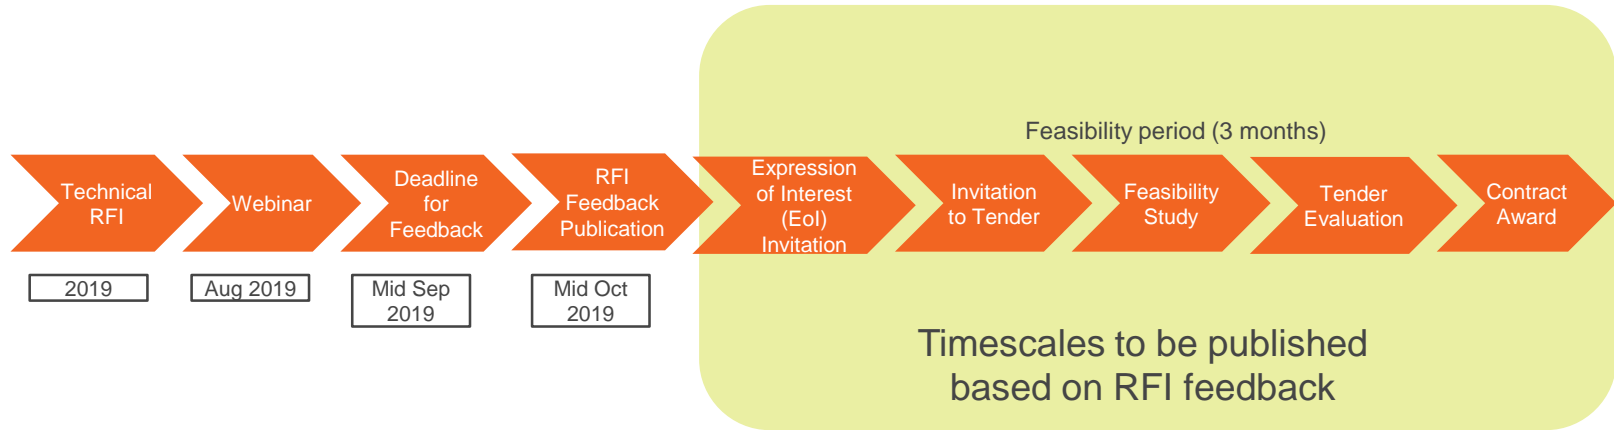 Feasibility period (3 months)
Technical
RFI
Webinar
Deadline
for
Feedback
RFI
Feedback
Publication
Expression
of Interest
(EoI)
Invitation
Invitation
to Tender
Feasibility
Study
Tender
Evaluation
Contract
Award
2019
Aug 2019
Mid Sep
2019
Mid Oct
2019
Timescales to be published
based on RFI feedback